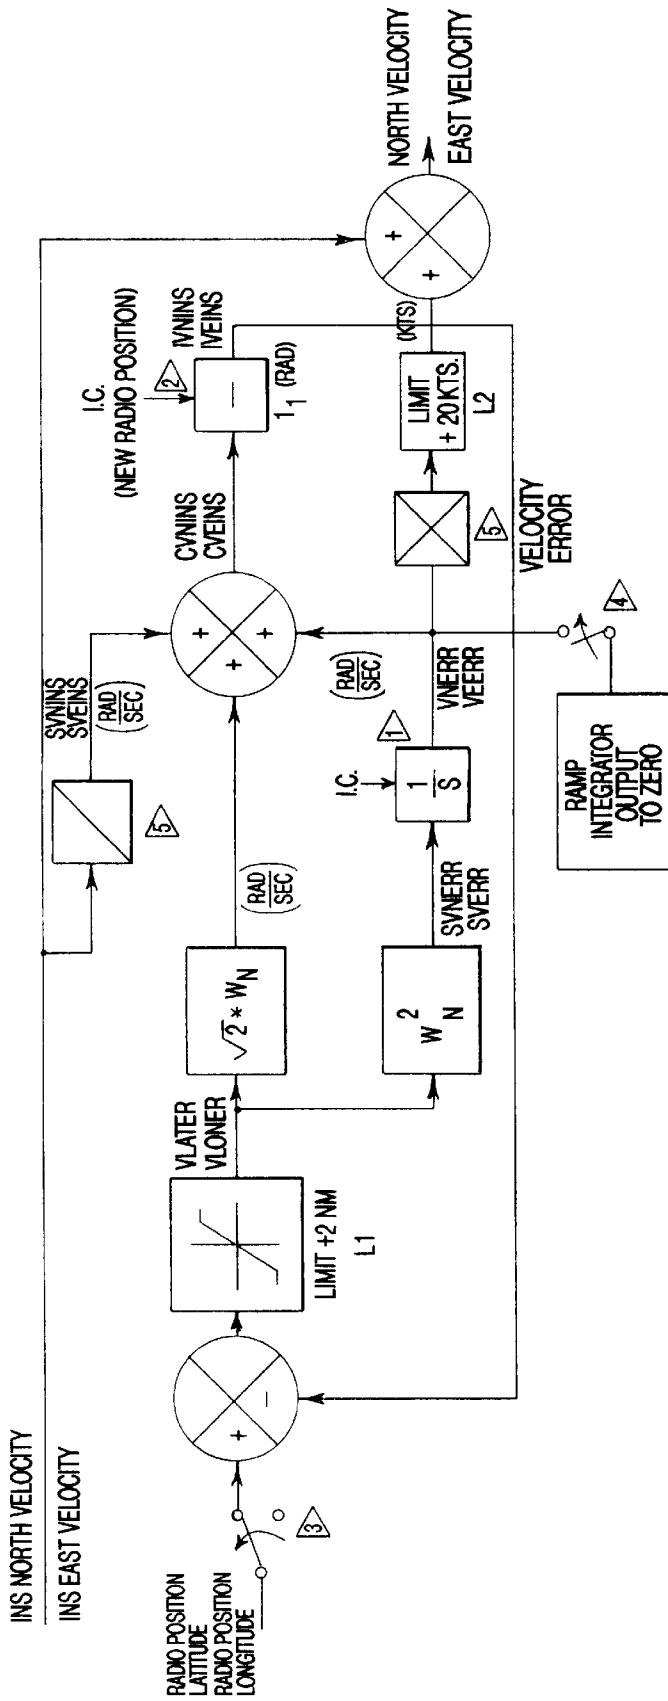 INS NORTH VELOCITY
INS EAST VELOCITY
RADIO POSITION
LATITUDE
RADIO POSITION
LONGITUDE
3
+
-
LIMIT +2 NM
L1
VLATER
VLONER
√2 * WN
W2N
(RAD/SEC)
SVNERR
SVERR
SVNINS
SVEINS
(RAD/SEC)
5
I.C.
1
1/S
VNERR
VEERR
(RAD/SEC)
+
+
+
CVNINS
CVEINS
I.C.
(NEW RADIO POSITION)
2
IVNINS
IVEINS
—
1
1
(RAD)
5
VELOCITY
ERROR
LIMIT
+ 20 KTS.
L2
(KTS)
+
+
NORTH VELOCITY
EAST VELOCITY
4
RAMP
INTEGRATOR
OUTPUT
TO ZERO